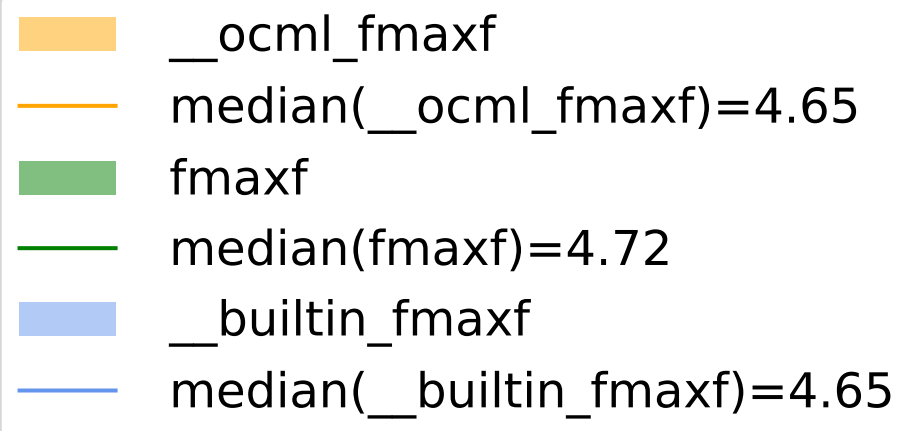 __ocml_fmaxf
median(__ocml_fmaxf)=4.65
fmaxf
median(fmaxf)=4.72
__builtin_fmaxf
median(__builtin_fmaxf)=4.65